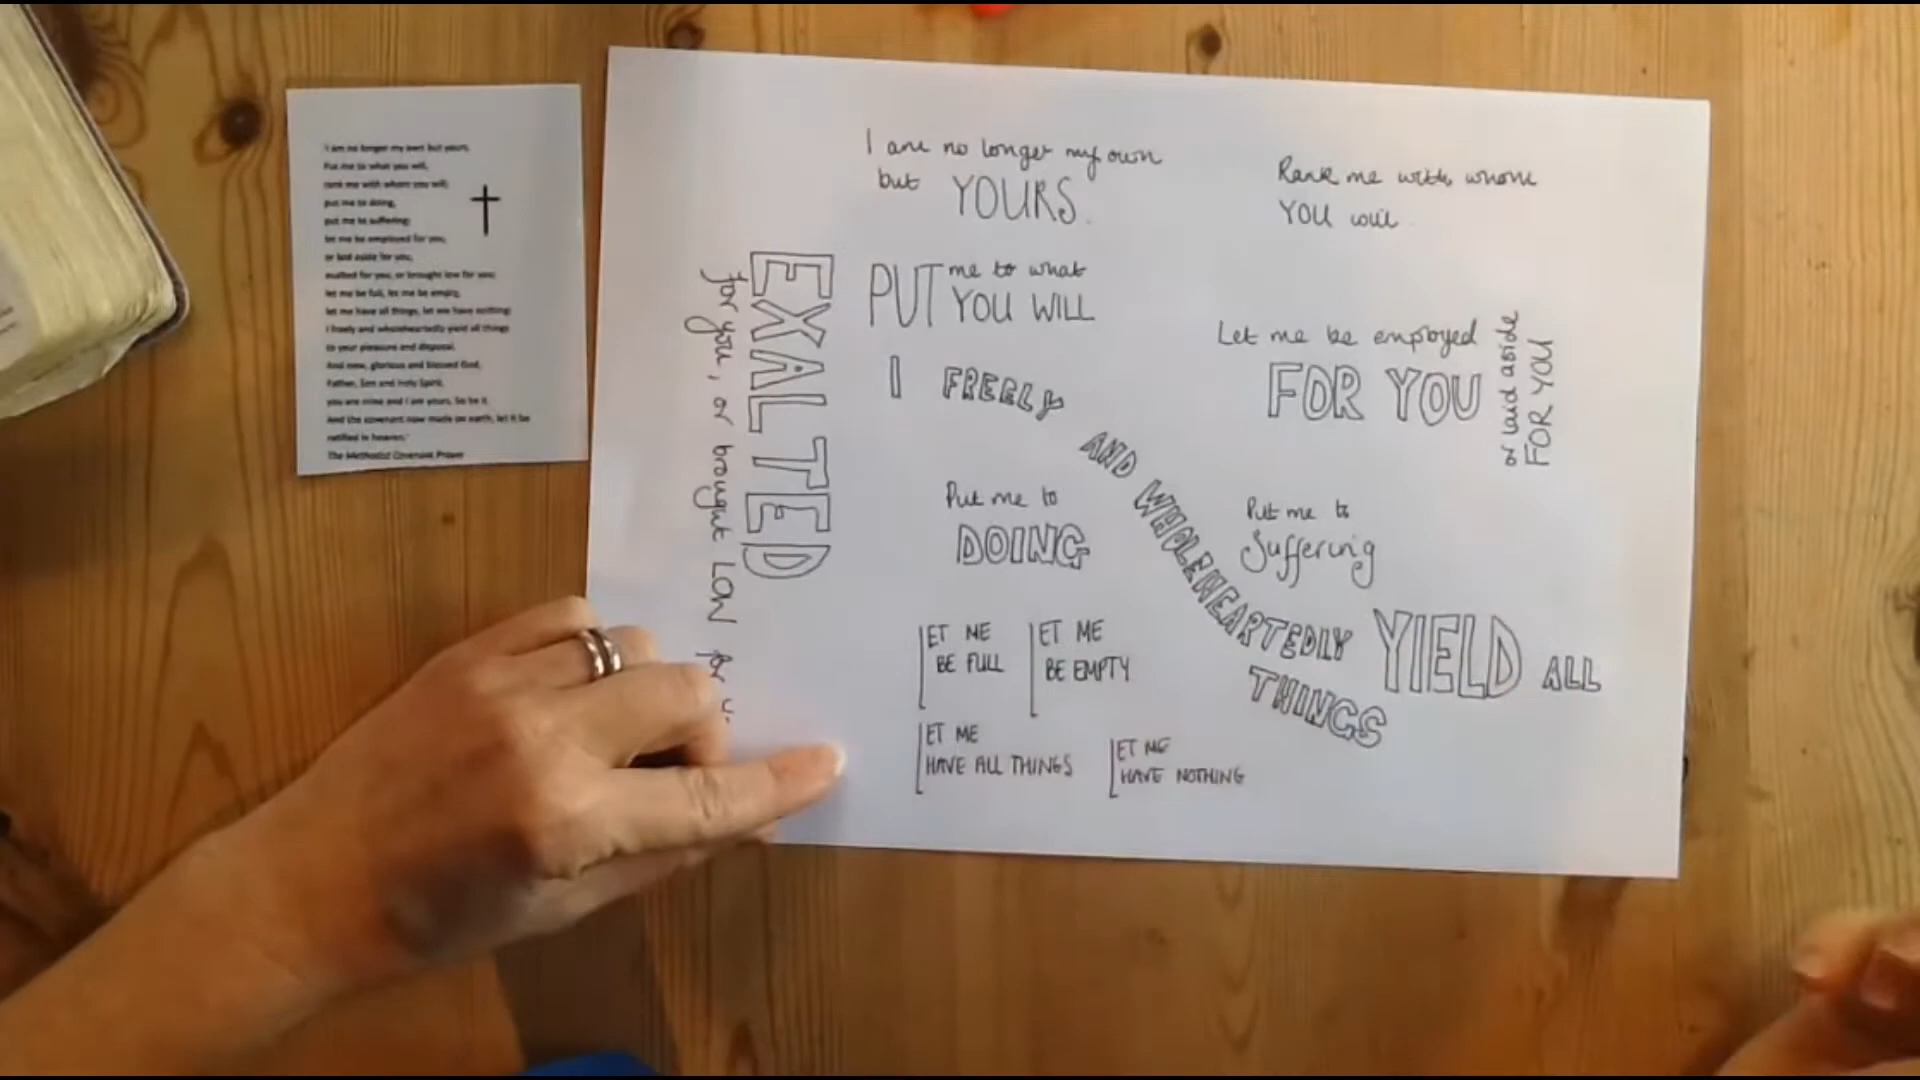 I am no longer my own but yours.
Put me to what you will,
rank me with whom you will;
put me to doing,
put me to suffering;
let me be employed for you,
or laid aside for you,
exalted for you, or brought low for you;
let me be full, let me be empty,
let me have all things, let me have nothing:
I freely and wholeheartedly yield all things
to your pleasure and disposal.
And now, glorious and blessed God,
Father, Son and Holy Spirit,
you are mine and I am yours. So be it.
And the covenant now made on earth, let it be
ratified in heaven.'
The Methodist Covenant Prayer
I am no longer my own
but YOURS.
Rank me with whom
YOU will.
PUT me to what
YOU WILL
EXALTED
for you, or brought LOW for
Let me be employed
FOR YOU
or laid aside
FOR YOU
I FREELY
AND WHOLEHEARTEDLY YIELD ALL
THINGS
Put me to
DOING
Put me to
Suffering
LET ME
BE FULL
LET ME
BE EMPTY
LET ME
HAVE ALL THINGS
LET ME
HAVE NOTHING